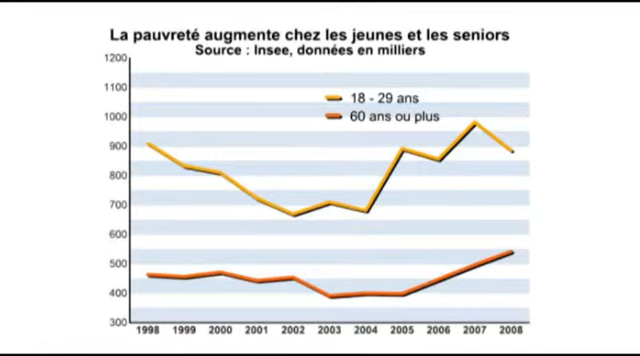 La pauvreté augmente chez les jeunes et les seniors
Source : Insee, données en milliers
1200
1100
1000
900
800
700
600
500
400
300
18 - 29 ans
60 ans ou plus
1998 1999 2000 2001 2002 2003 2004 2005 2006 2007 2008